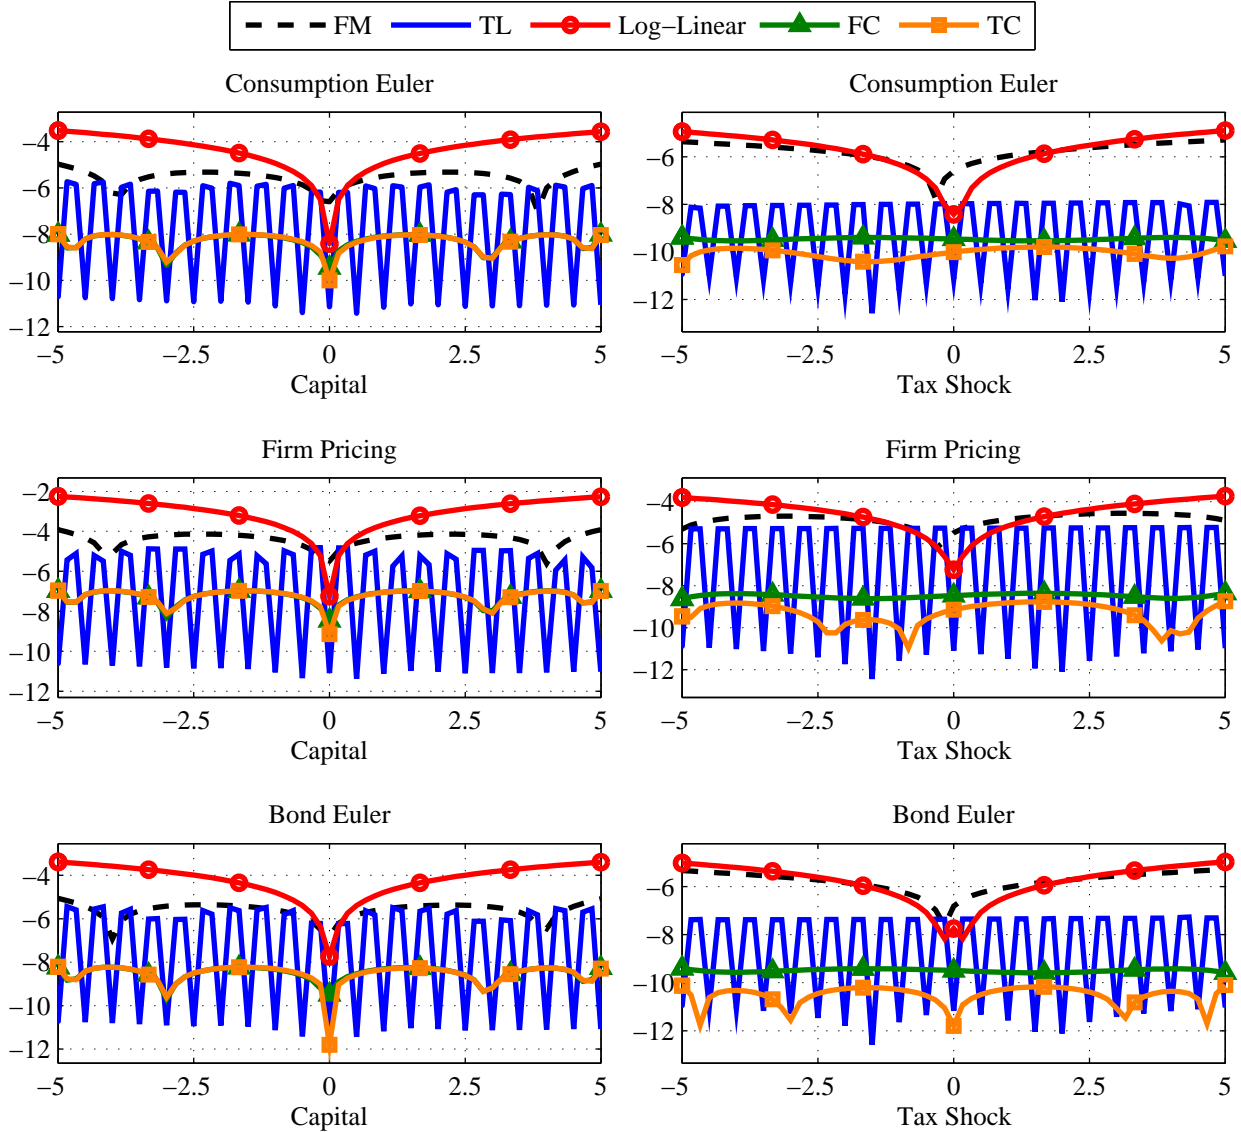 FM TL Log−Linear FC TC
Consumption Euler
−4
−6
−8
−10
−12
−5 −2.5 0 2.5 5
Capital
Consumption Euler
−6
−8
−10
−12
−5 −2.5 0 2.5 5
Tax Shock
Firm Pricing
−2
−4
−6
−8
−10
−12
−5 −2.5 0 2.5 5
Capital
Firm Pricing
−4
−6
−8
−10
−12
−5 −2.5 0 2.5 5
Tax Shock
Bond Euler
−4
−6
−8
−10
−12
−5 −2.5 0 2.5 5
Capital
Bond Euler
−6
−8
−10
−12
−5 −2.5 0 2.5 5
Tax Shock